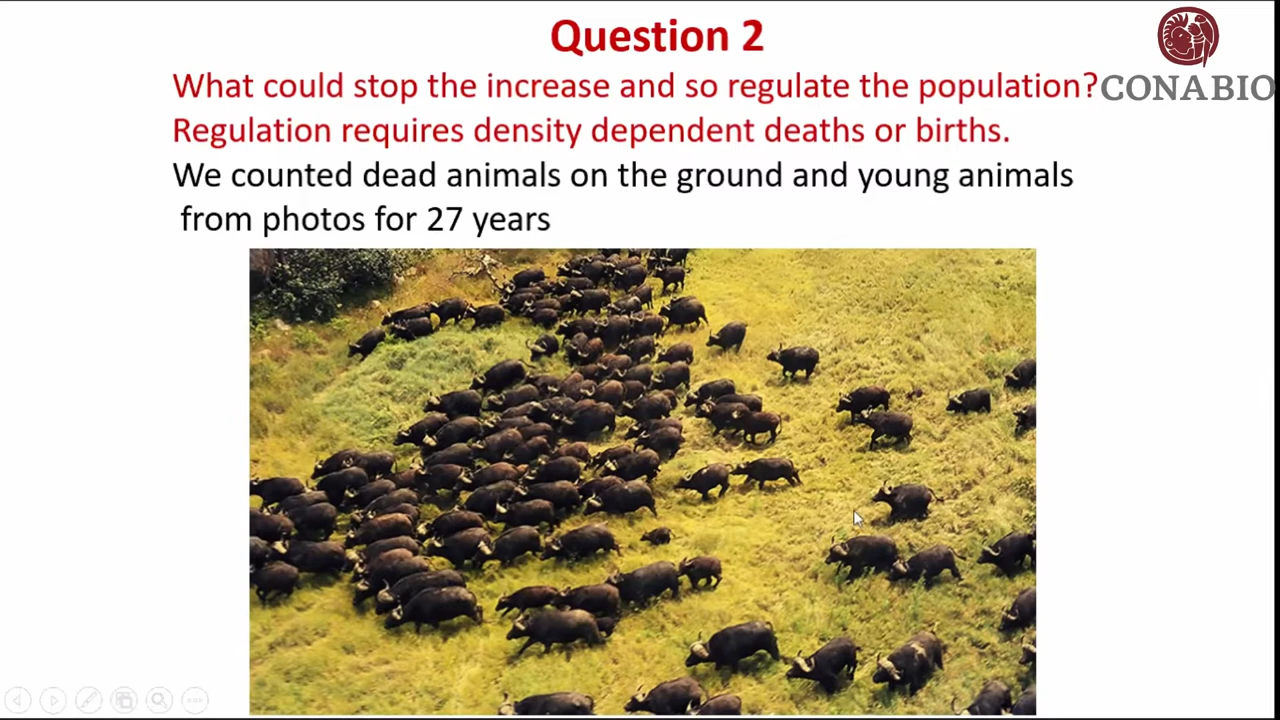 Question 2
What could stop the increase and so regulate the population?
CONABIO
Regulation requires density dependent deaths or births.
We counted dead animals on the ground and young animals
from photos for 27 years